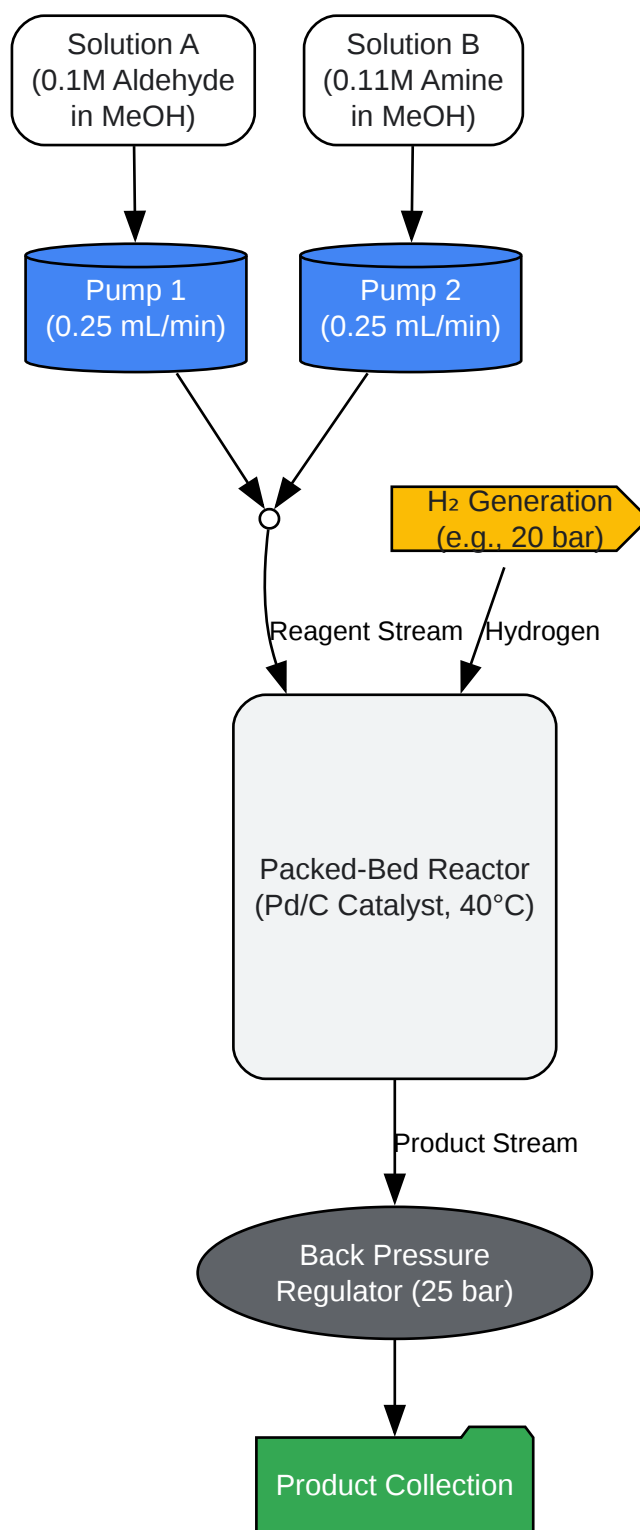 Solution A
(0.1M Aldehyde
in MeOH)
Solution B
(0.11M Amine
in MeOH)
Pump 1
(0.25 mL/min)
Pump 2
(0.25 mL/min)
H₂ Generation
(e.g., 20 bar)
Reagent Stream
Hydrogen
Packed-Bed Reactor
(Pd/C Catalyst, 40°C)
Product Stream
Back Pressure
Regulator (25 bar)
Product Collection